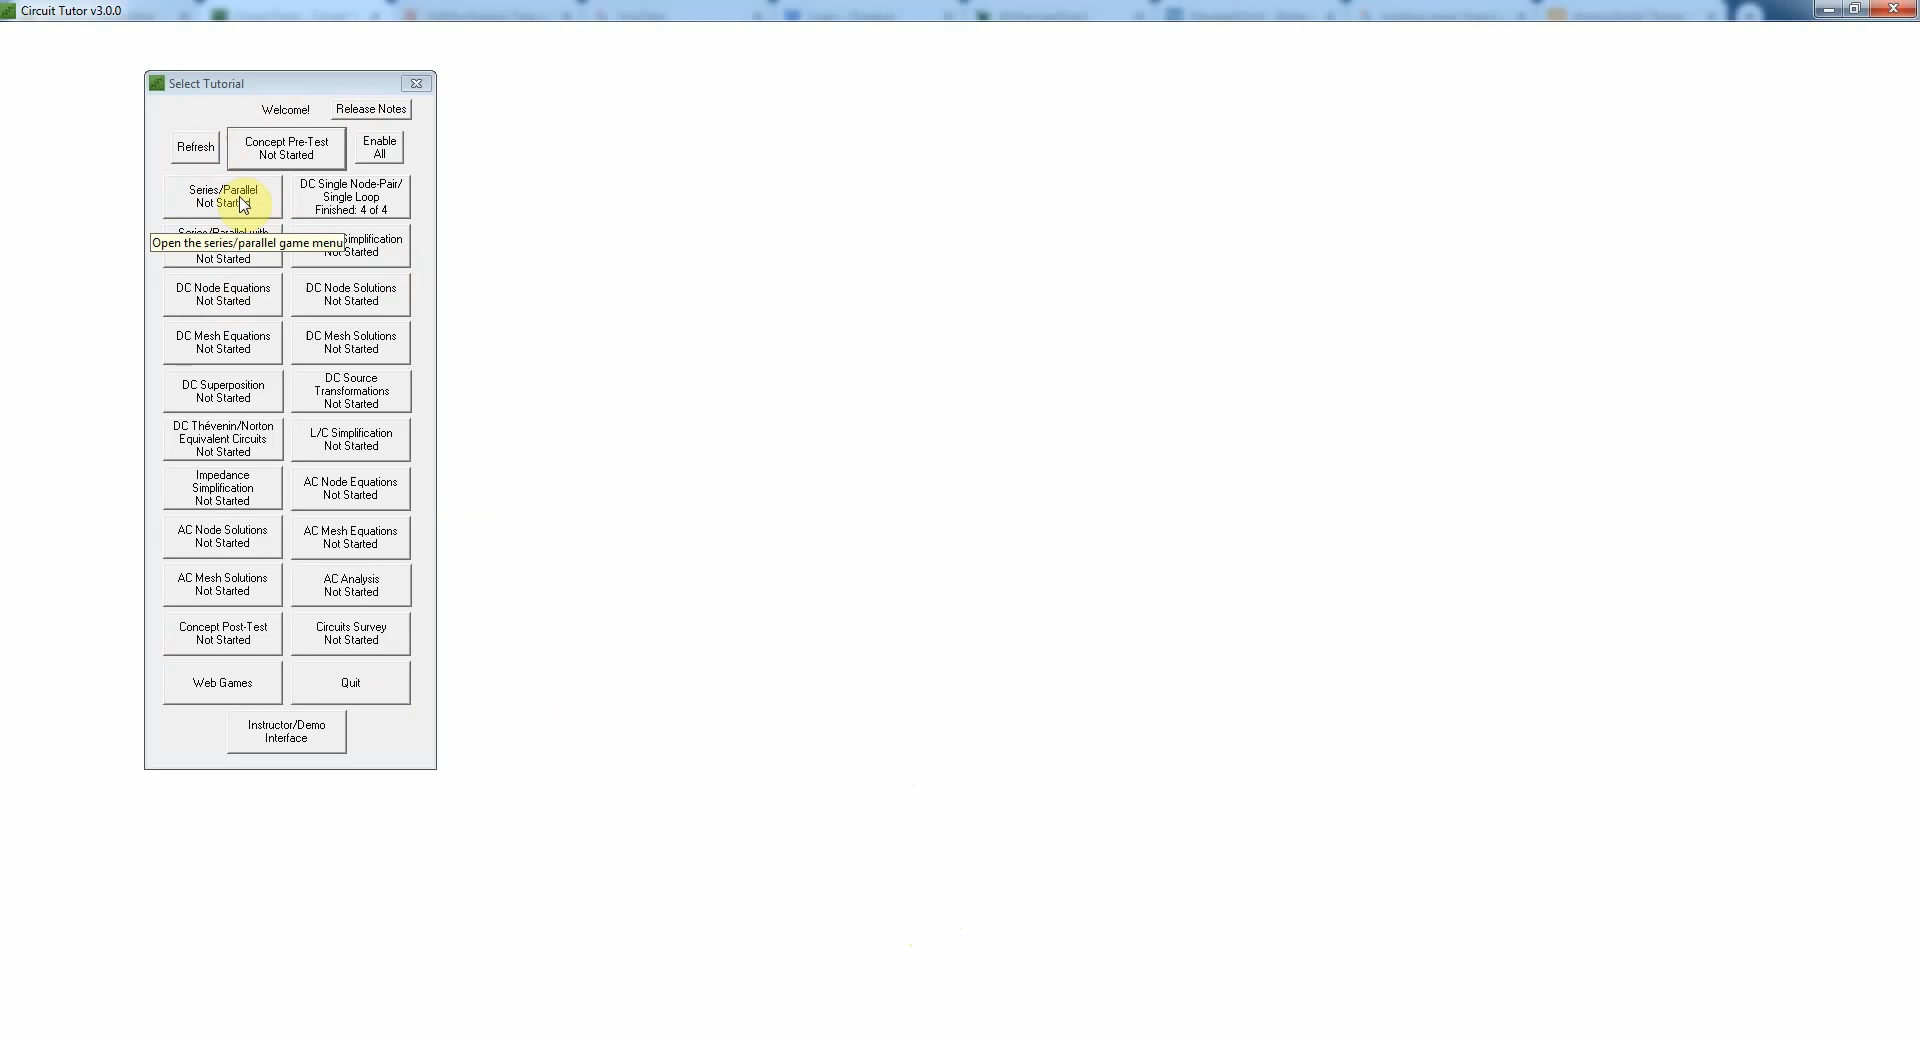 Circuit Tutor v3.0.0
Select Tutorial
Welcome!
Release Notes
Refresh
Concept Pre-Test
Not Started
Enable
All
Series/Parallel
Not Started
DC Single Node-Pair/
Single Loop
Finished: 4 of 4
Series/Parallel with
Not Started
Simplification
Not Started
Open the series/parallel game menu
DC Node Equations
Not Started
DC Node Solutions
Not Started
DC Mesh Equations
Not Started
DC Mesh Solutions
Not Started
DC Superposition
Not Started
DC Source
Transformations
Not Started
DC Thévenin/Norton
Equivalent Circuits
Not Started
L/C Simplification
Not Started
Impedance
Simplification
Not Started
AC Node Equations
Not Started
AC Node Solutions
Not Started
AC Mesh Equations
Not Started
AC Mesh Solutions
Not Started
AC Analysis
Not Started
Concept Post-Test
Not Started
Circuits Survey
Not Started
Web Games
Quit
Instructor/Demo
Interface